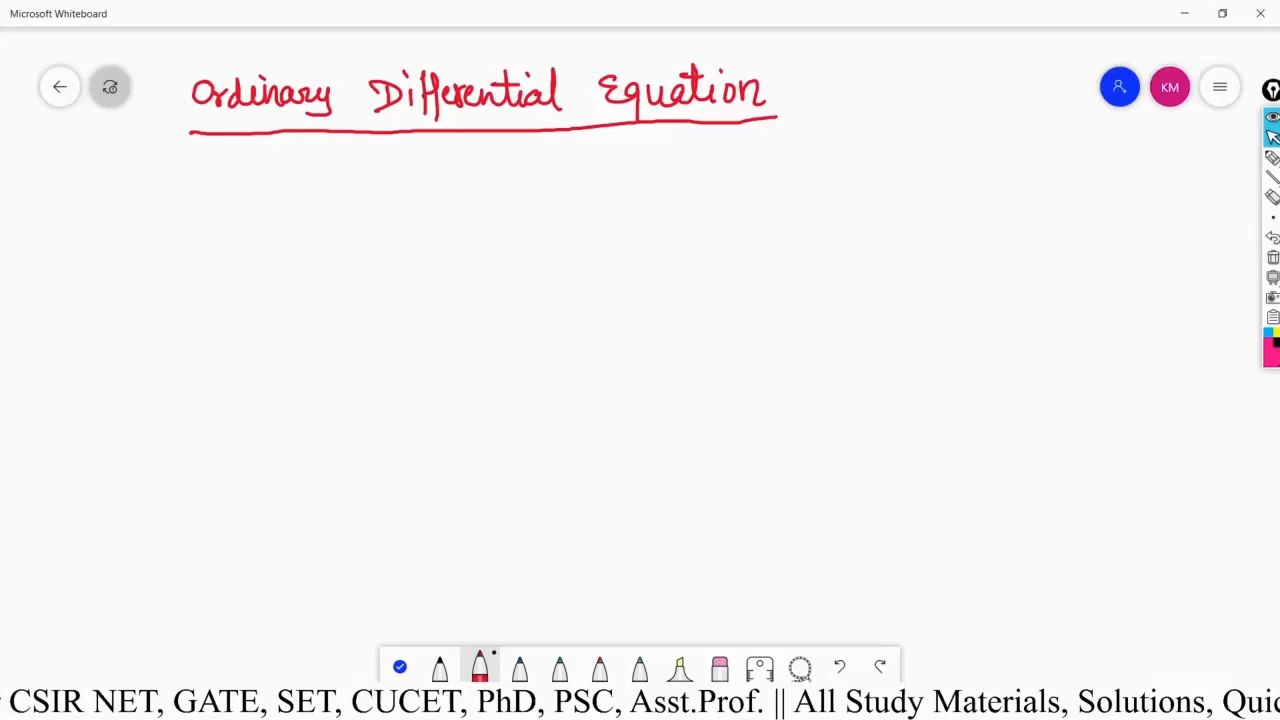 Microsoft Whiteboard
Ordinary Differential Equation
KM
CSIR NET, GATE, SET, CUCET, PhD, PSC, Asst.Prof. || All Study Materials, Solutions, Quic